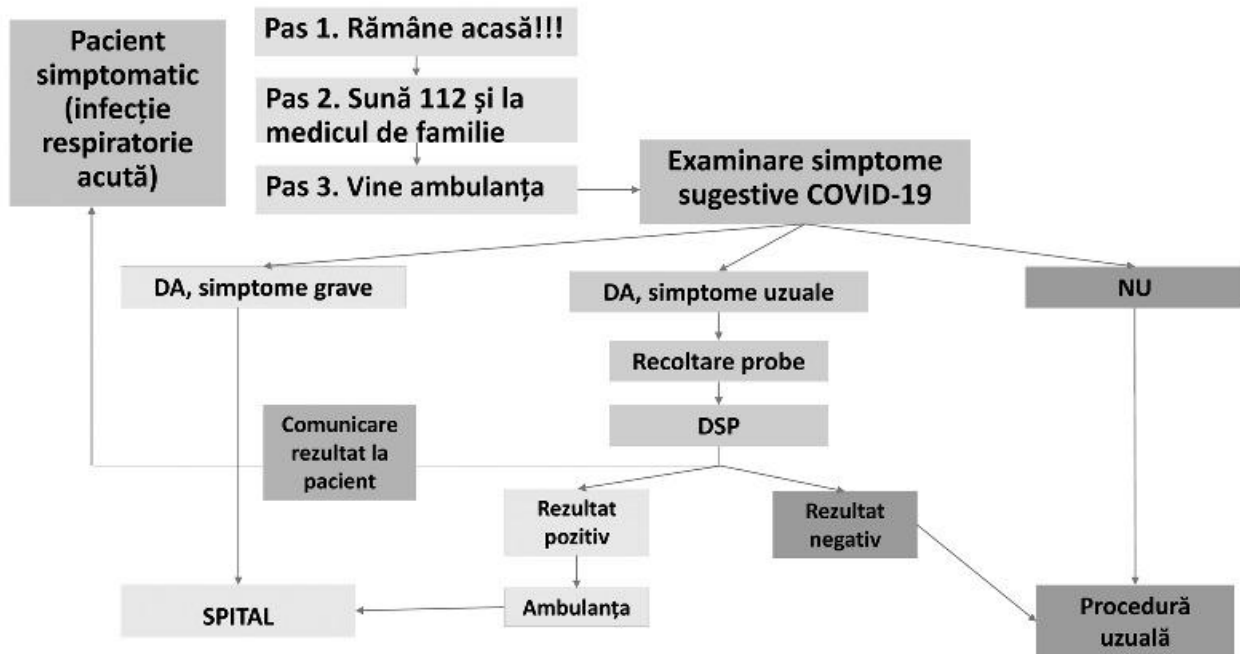 Pacient
simptomatic
(infecție
respiratorie
acută)
Pas 1. Rămâne acasă!!!
Pas 2. Sună 112 și la
medicul de familie
Pas 3. Vine ambulanța
Examinare simptome
sugestive COVID-19
DA, simptome grave
DA, simptome uzuale
NU
Recoltare probe
DSP
Comunicare
rezultat la
pacient
Rezultat
pozitiv
Rezultat
negativ
SPITAL
Ambulanța
Procedură
uzuală